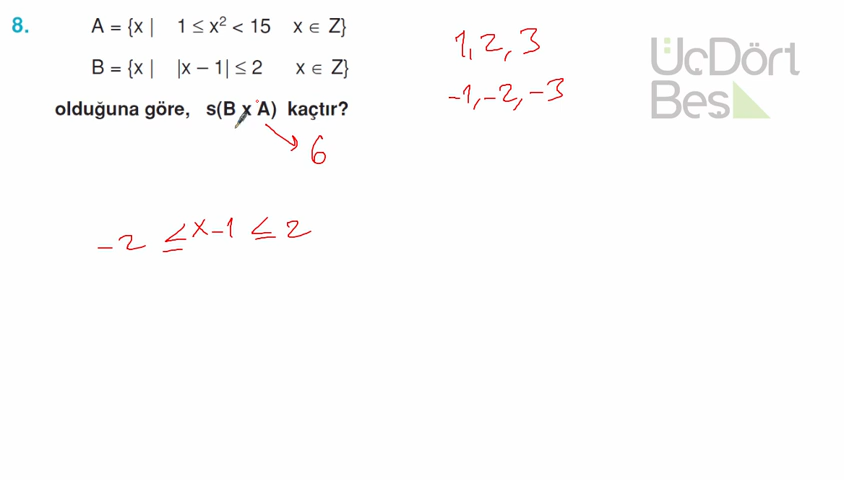 8. A = {x | 1 ≤ x² < 15 x ∈ Z}
B = {x | |x − 1| ≤ 2 x ∈ Z}
olduğuna göre, s(B x A) kaçtır?
1, 2, 3
-1, -2, -3
6
-2 ≤ x-1 ≤ 2
ÜçDört
Beş